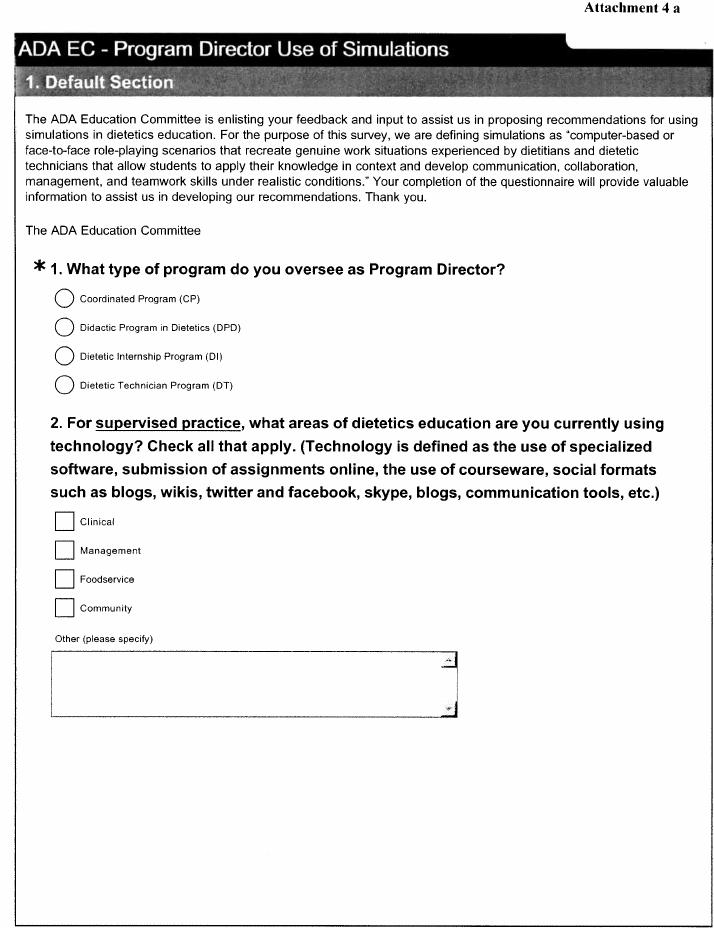 Attachment 4 a
ADA EC - Program Director Use of Simulations
1. Default Section
The ADA Education Committee is enlisting your feedback and input to assist us in proposing recommendations for using
simulations in dietetics education. For the purpose of this survey, we are defining simulations as "computer-based or
face-to-face role-playing scenarios that recreate genuine work situations experienced by dietitians and dietetic
technicians that allow students to apply their knowledge in context and develop communication, collaboration,
management, and teamwork skills under realistic conditions." Your completion of the questionnaire will provide valuable
information to assist us in developing our recommendations. Thank you.
The ADA Education Committee
* 1. What type of program do you oversee as Program Director?
Coordinated Program (CP)
Didactic Program in Dietetics (DPD)
Dietetic Internship Program (DI)
Dietetic Technician Program (DT)
2. For supervised practice, what areas of dietetics education are you currently using
technology? Check all that apply. (Technology is defined as the use of specialized
software, submission of assignments online, the use of courseware, social formats
such as blogs, wikis, twitter and facebook, skype, blogs, communication tools, etc.)
Clinical
Management
Foodservice
Community
Other (please specify)